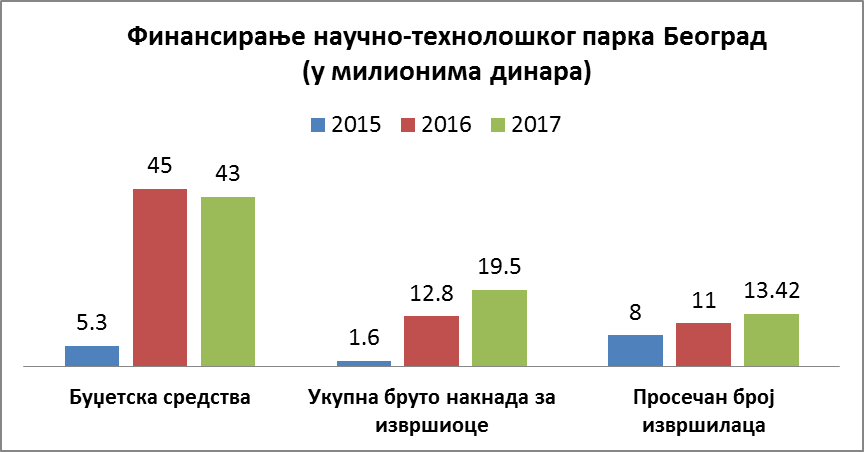 Финансирање научно-технолошког парка Београд
(у милионима динара)
2015 2016 2017
5.3 45 43
1.6 12.8 19.5
8 11 13.42
Буџетска средства
Укупна бруто накнада за
извршиоце
Просечан број
извршилаца